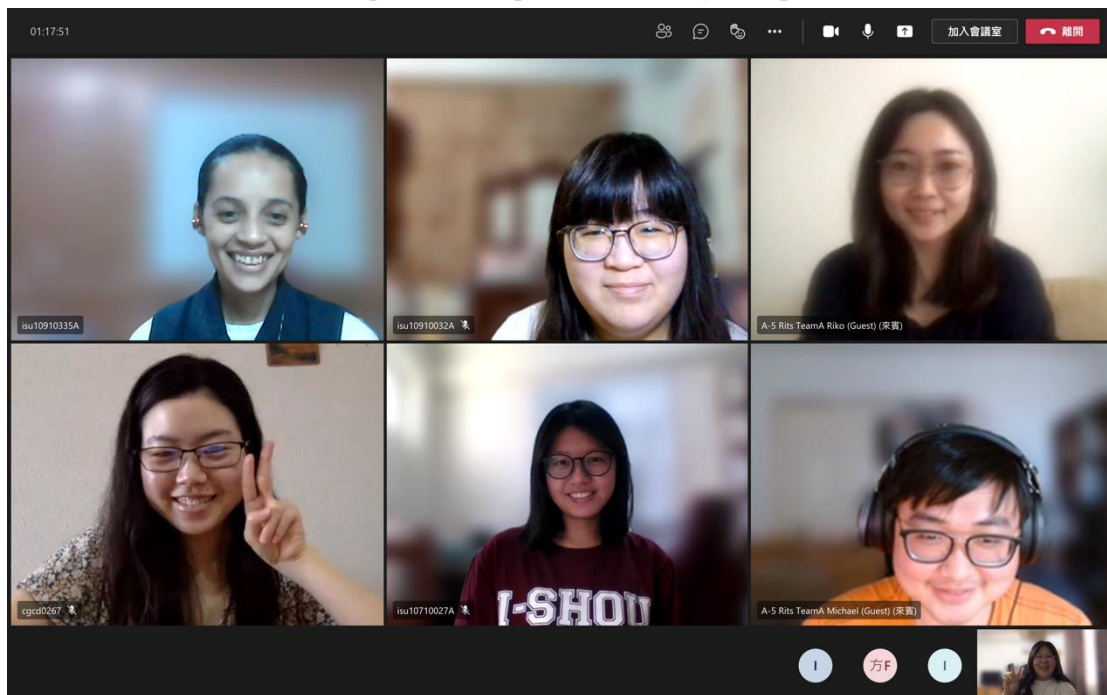 01:17:51
加入會議室
離開
isu10910335A
isu10910032A
A-5 Rits TeamA Riko (Guest) (來賓)
cgcd0267
isu10710027A
I-SHOU
A-5 Rits TeamA Michael (Guest) (來賓)
I
方F
I